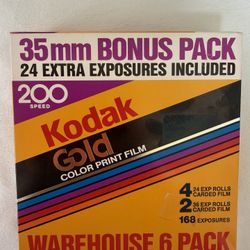 35mm BONUS PACK
24 EXTRA EXPOSURES INCLUDED
200
SPEED
Kodak
Gold
COLOR PRINT FILM
4 24 EXP ROLLS
CARDED FILM
2 36 EXP ROLLS
CARDED FILM
168 EXPOSURES
WAREHOUSE 6 PACK